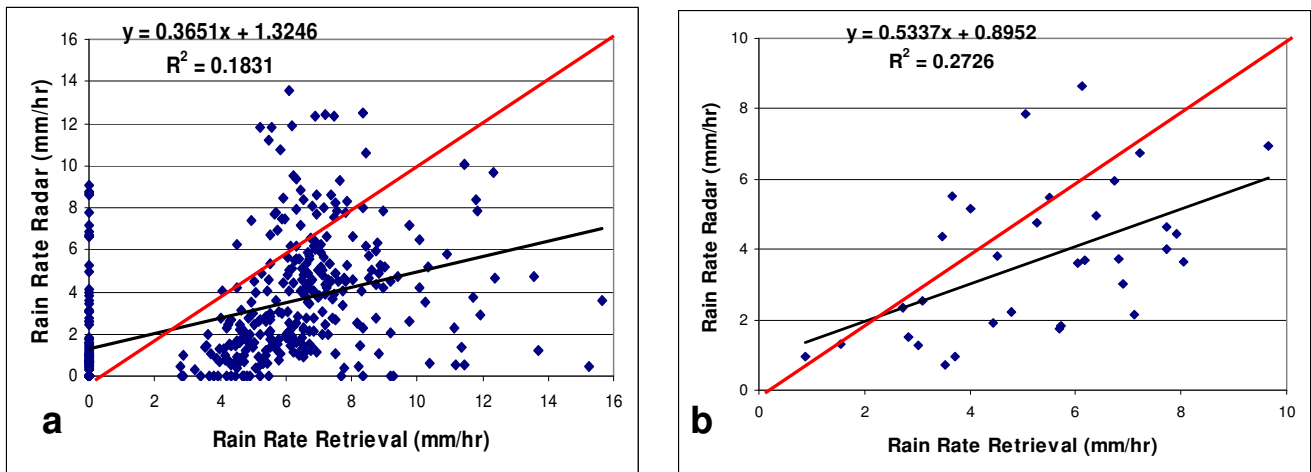 y = 0.3651x + 1.3246
R² = 0.1831
16
14
12
10
8
6
4
2
0
0 2 4 6 8 10 12 14 16
Rain Rate Radar (mm/hr)
Rain Rate Retrieval (mm/hr)
a
y = 0.5337x + 0.8952
R² = 0.2726
10
8
6
4
2
0
0 2 4 6 8 10
Rain Rate Radar (mm/hr)
Rain Rate Retrieval (mm/hr)
b